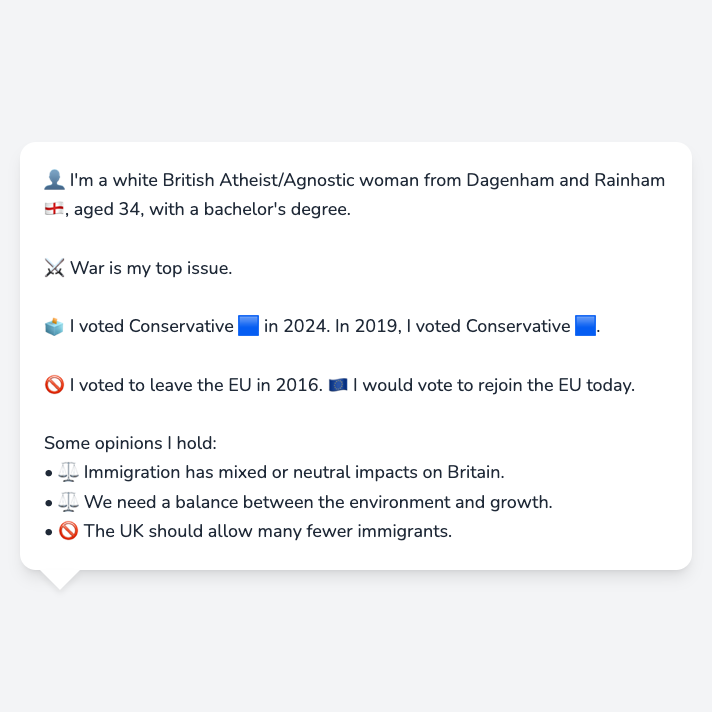 👤 I'm a white British Atheist/Agnostic woman from Dagenham and Rainham
🏴󠁧󠁢󠁥󠁮󠁧󠁿, aged 34, with a bachelor's degree.
⚔️ War is my top issue.
🗳️ I voted Conservative 🟦 in 2024. In 2019, I voted Conservative 🟦.
🚫 I voted to leave the EU in 2016. 🇪🇺 I would vote to rejoin the EU today.
Some opinions I hold:
• ⚖️ Immigration has mixed or neutral impacts on Britain.
• ⚖️ We need a balance between the environment and growth.
• 🚫 The UK should allow many fewer immigrants.